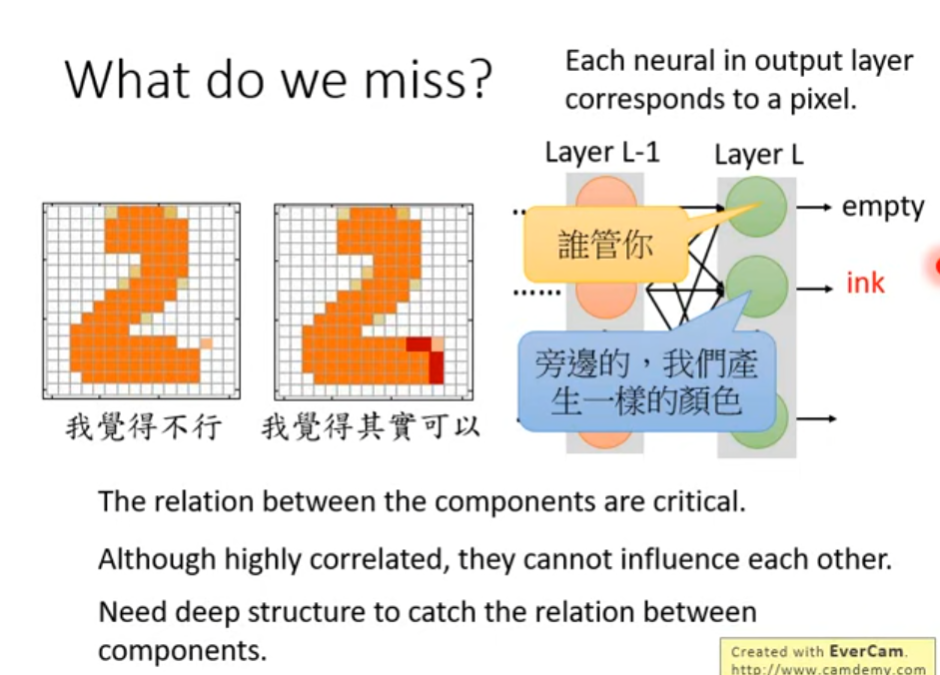 What do we miss?
Each neural in output layer
corresponds to a pixel.
Layer L-1
Layer L
誰管你
empty
......
ink
旁邊的，我們產
生一樣的顏色
我覺得不行
我覺得其實可以
The relation between the components are critical.
Although highly correlated, they cannot influence each other.
Need deep structure to catch the relation between
components.
Created with EverCam.
http://www.camdemy.com